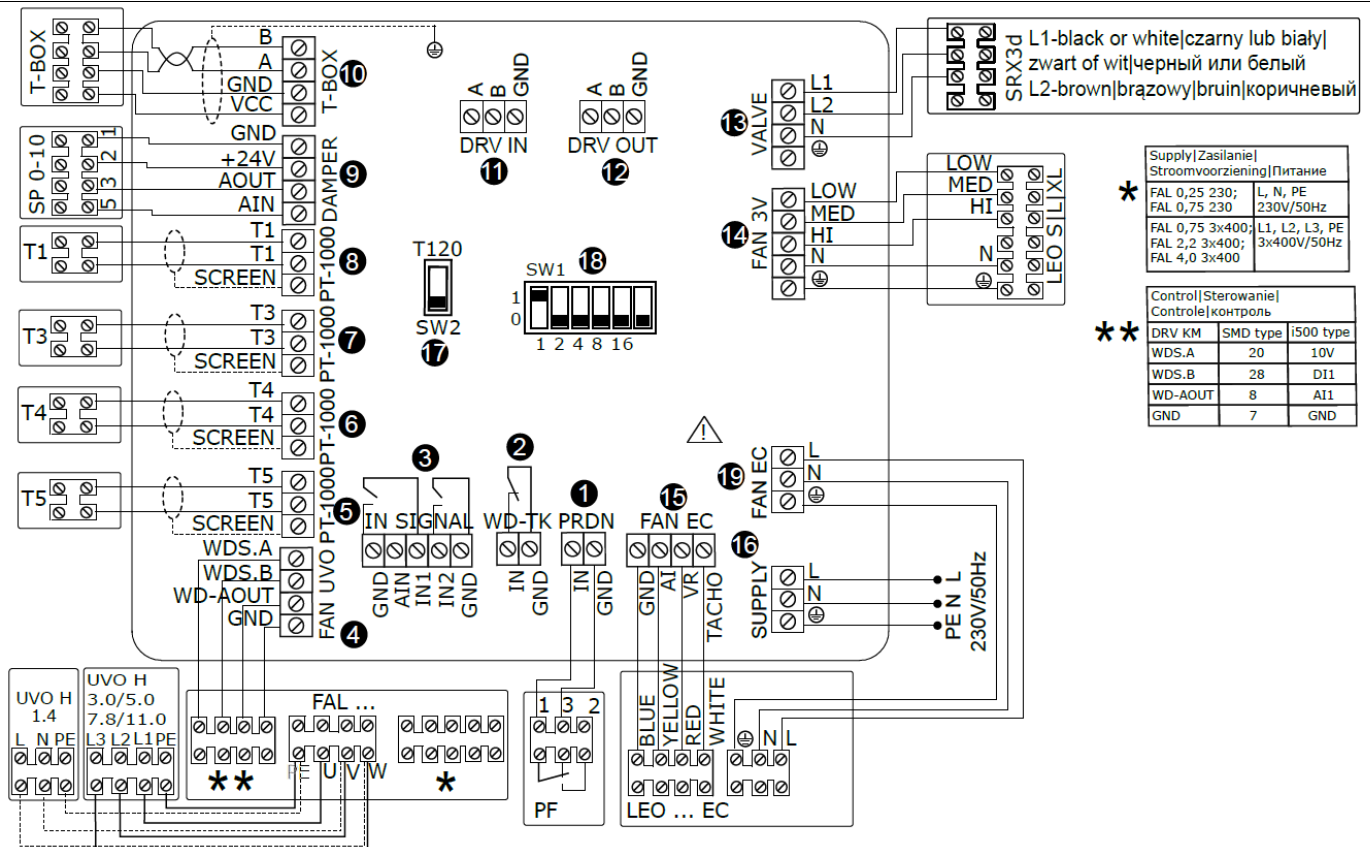 T-BOX
B
A
GND
VCC
T-BOX
10
SP 0-10
1
2
3
5
GND
+24V
AOUT
AIN
DAMPER
9
T1
T1
T1
SCREEN
PT-1000
8
T3
T3
T3
SCREEN
PT-1000
7
T4
T4
T4
SCREEN
PT-1000
6
T5
T5
T5
SCREEN
PT-1000
5
WDS.A
WDS.B
WD-AOUT
GND
FAN UVO
4
A
B
GND
DRV IN
11
A
B
GND
DRV OUT
12
T120
SW2
17
SW1
18
1
0
1 2 4 8 16
3
IN SIGNAL
GND
AIN
IN1
IN2
GND
2
WD-TK
IN
GND
1
PRDN
IN
GND
15
FAN EC
GND
AI
VR
TACHO
13
VALVE
L1
L2
N
14
FAN 3V
LOW
MED
HI
N
19
FAN EC
L
N
16
SUPPLY
L
N
PE N L
230V/50Hz
SRX3d
L1-black or white|czarny lub biały|
zwart of wit|черный или белый
L2-brown|brązowy|bruin|коричневый
LOW
MED
HI
N
LEO S|L|XL
*
Supply|Zasilanie|
Stroomvoorziening|Питание
FAL 0,25 230;
FAL 0,75 230
L, N, PE
230V/50Hz
FAL 0,75 3x400;
FAL 2,2 3x400;
FAL 4,0 3x400
L1, L2, L3, PE
3x400V/50Hz
**
Control|Sterowanie|
Controle|контроль
DRV KM SMD type i500 type
WDS.A 20 10V
WDS.B 28 DI1
WD-AOUT 8 AI1
GND 7 GND
UVO H
1.4
L N PE
UVO H
3.0/5.0
7.8/11.0
L3 L2 L1 PE
FAL ...
**
PE U V W
*
1 3 2
PF
BLUE
YELLOW
RED
WHITE
N L
LEO ... EC